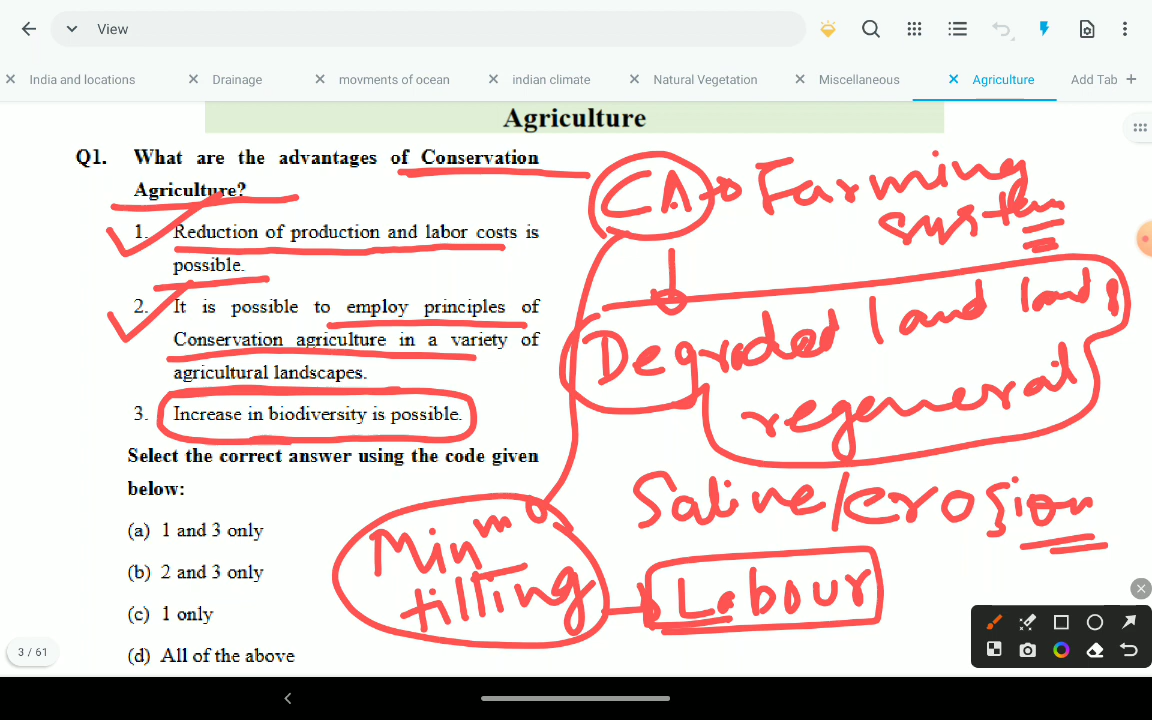 View
India and locations
Drainage
movments of ocean
indian climate
Natural Vegetation
Miscellaneous
Agriculture
Add Tab +
Agriculture
Q1. What are the advantages of Conservation
Agriculture?
1. Reduction of production and labor costs is
possible.
2. It is possible to employ principles of
Conservation agriculture in a variety of
agricultural landscapes.
3. Increase in biodiversity is possible.
Select the correct answer using the code given
below:
(a) 1 and 3 only
(b) 2 and 3 only
(c) 1 only
(d) All of the above
CA → Farming
system
Degraded land land
Saline/erosion
Minm
tilting
Labour
3 / 61